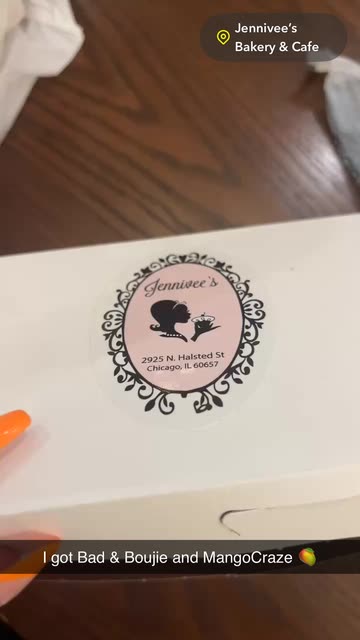 Jennivee's
Bakery & Cafe
Jennivee's
2925 N. Halsted St
Chicago, IL 60657
I got Bad & Boujie and MangoCraze 🥭